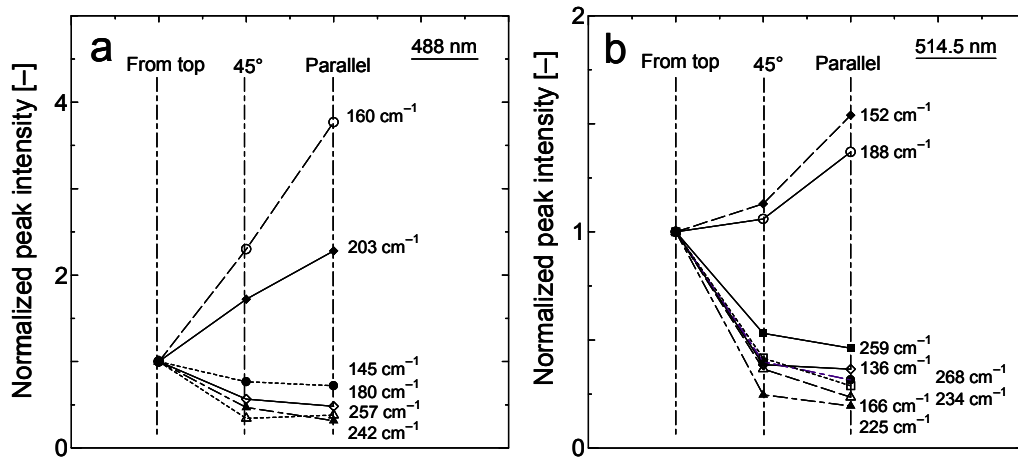 a
488 nm
From top 45° Parallel
160 cm⁻¹
203 cm⁻¹
145 cm⁻¹
180 cm⁻¹
257 cm⁻¹
242 cm⁻¹
Normalized peak intensity [–]
0
2
4
b
514.5 nm
From top 45° Parallel
152 cm⁻¹
188 cm⁻¹
259 cm⁻¹
136 cm⁻¹
268 cm⁻¹
234 cm⁻¹
166 cm⁻¹
225 cm⁻¹
Normalized peak intensity [–]
0
1
2